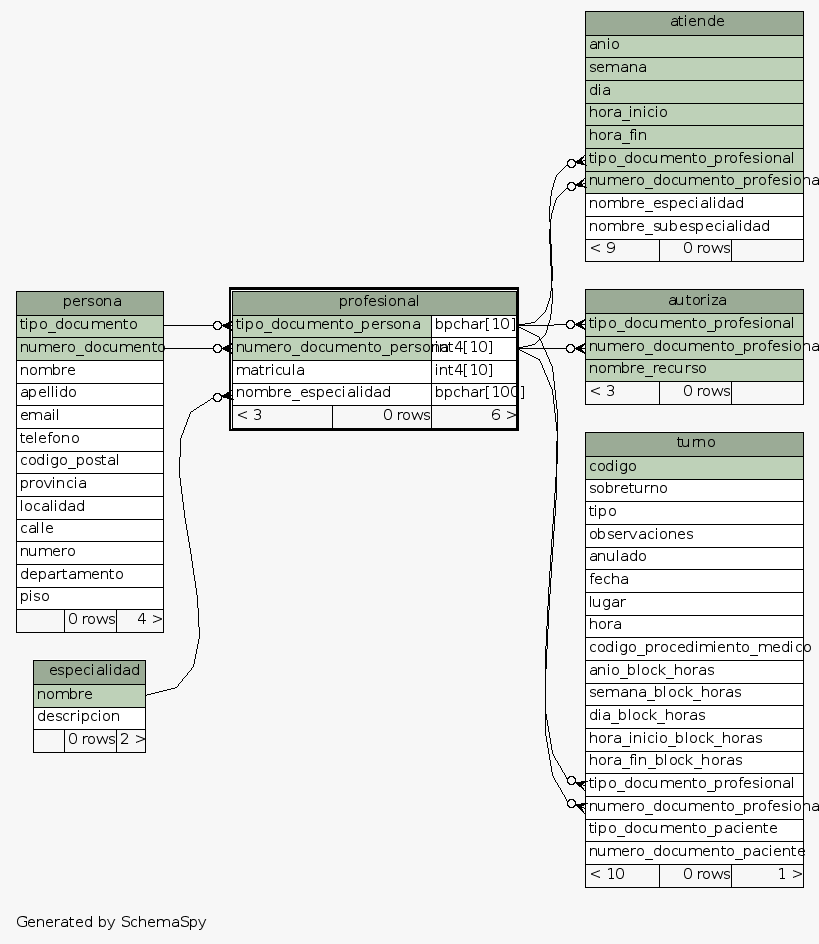 atiende
anio
semana
dia
hora_inicio
hora_fin
tipo_documento_profesional
numero_documento_profesiona
nombre_especialidad
nombre_subespecialidad
< 9 0 rows
persona
tipo_documento
numero_documento
nombre
apellido
email
telefono
codigo_postal
provincia
localidad
calle
numero
departamento
piso
0 rows 4 >
profesional
tipo_documento_persona bpchar[10]
numero_documento_persona int4[10]
matricula int4[10]
nombre_especialidad bpchar[100]
< 3 0 rows 6 >
autoriza
tipo_documento_profesional
numero_documento_profesiona
nombre_recurso
< 3 0 rows
turno
codigo
sobreturno
tipo
observaciones
anulado
fecha
lugar
hora
codigo_procedimiento_medico
anio_block_horas
semana_block_horas
dia_block_horas
hora_inicio_block_horas
hora_fin_block_horas
tipo_documento_profesional
numero_documento_profesiona
tipo_documento_paciente
numero_documento_paciente
< 10 0 rows 1 >
especialidad
nombre
descripcion
0 rows 2 >
Generated by SchemaSpy